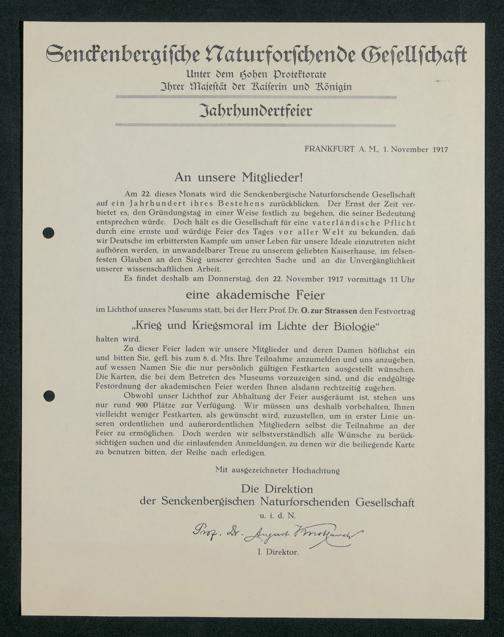 Senckenbergische Naturforschende Gesellschaft
Unter dem Hohen Protektorate
Ihrer Majestät der Kaiserin und Königin
Jahrhundertfeier
FRANKFURT A. M., 1. November 1917
An unsere Mitglieder!
Am 22. dieses Monats wird die Senckenbergische Naturforschende Gesellschaft
auf ein Jahrhundert ihres Bestehens zurückblicken. Der Ernst der Zeit ver-
bietet es, den Gründungstag in einer Weise festlich zu begehen, die seiner Bedeutung
entsprechen würde. Doch hält es die Gesellschaft für eine vaterländische Pflicht
durch eine ernste und würdige Feier des Tages vor aller Welt zu bekunden, daß
wir Deutsche im erbittertsten Kampfe um unser Leben für unsere Ideale einzutreten nicht
aufhören werden, in unwandelbarer Treue zu unserem geliebten Kaiserhause, im felsen-
festen Glauben an den Sieg unserer gerechten Sache und an die Unvergänglichkeit
unserer wissenschaftlichen Arbeit.
Es findet deshalb am Donnerstag, den 22. November 1917 vormittags 11 Uhr
eine akademische Feier
im Lichthof unseres Museums statt, bei der Herr Prof. Dr. O. zur Strassen den Festvortrag
„Krieg und Kriegsmoral im Lichte der Biologie“
halten wird.
Zu dieser Feier laden wir unsere Mitglieder und deren Damen höflichst ein
und bitten Sie, gefl. bis zum 8. d. Mts. Ihre Teilnahme anzumelden und uns anzugeben,
auf wessen Namen Sie die nur persönlich gültigen Festkarten ausgestellt wünschen.
Die Karten, die bei dem Betreten des Museums vorzuzeigen sind, und die endgültige
Festordnung der akademischen Feier werden Ihnen alsdann rechtzeitig zugehen.
Obwohl unser Lichthof zur Abhaltung der Feier ausgeräumt ist, stehen uns
nur rund 900 Plätze zur Verfügung. Wir müssen uns deshalb vorbehalten, Ihnen
vielleicht weniger Festkarten, als gewünscht wird, zuzustellen, um in erster Linie un-
seren ordentlichen und außerordentlichen Mitgliedern selbst die Teilnahme an der
Feier zu ermöglichen. Doch werden wir selbstverständlich alle Wünsche zu berück-
sichtigen suchen und die einlaufenden Anmeldungen, zu denen wir die beiliegende Karte
zu benutzen bitten, der Reihe nach erledigen.
Mit ausgezeichneter Hochachtung
Die Direktion
der Senckenbergischen Naturforschenden Gesellschaft
u. i. d. N.
Prof. Dr. August
I. Direktor.